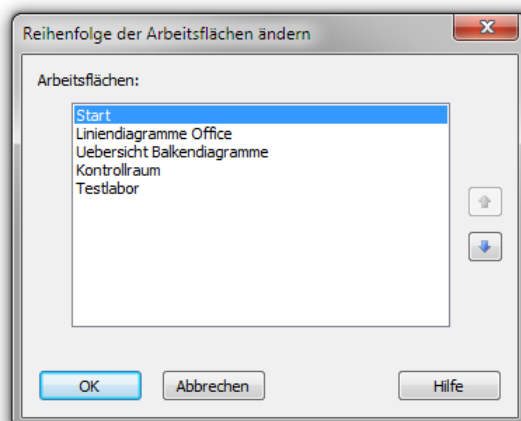 Reihenfolge der Arbeitsflächen ändern
Arbeitsflächen:
Start
Liniendiagramme Office
Uebersicht Balkendiagramme
Kontrollraum
Testlabor
OK
Abbrechen
Hilfe